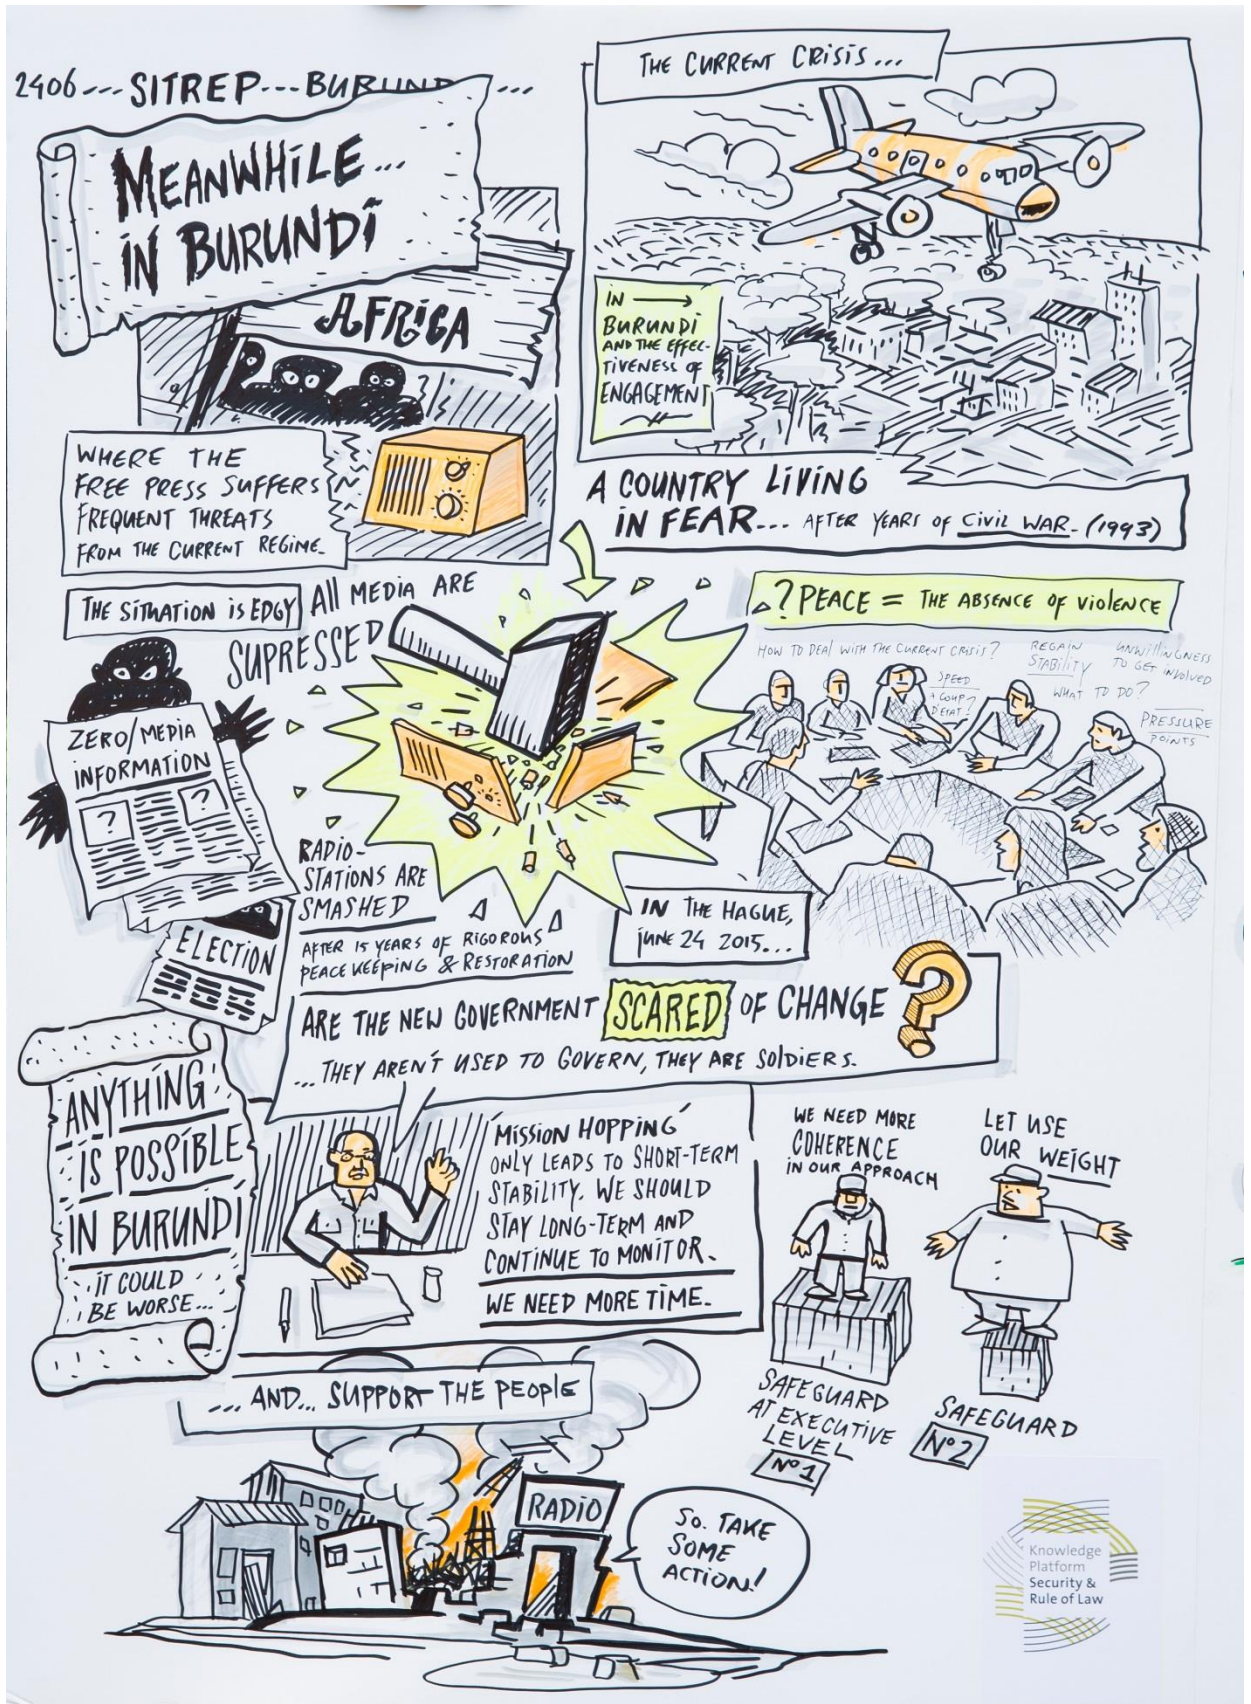 2406 --- SITREP --- BURUND ...
MEANWHILE...
IN BURUNDI
AFRICA
WHERE THE
FREE PRESS SUFFERS
FREQUENT THREATS
FROM THE CURRENT REGIME.
THE CURRENT CRISIS...
IN →
BURUNDI
AND THE EFFEC-
TIVENESS OF
ENGAGEMENT
A COUNTRY LIVING
IN FEAR... AFTER YEARS OF CIVIL WAR. (1993)
THE SITUATION IS EDGY
ALL MEDIA ARE
SUPRESSED
ZERO/MEDIA
INFORMATION
?
?
ELECTION
RADIO-
STATIONS ARE
SMASHED
AFTER 15 YEARS OF RIGOROUS
PEACE KEEPING & RESTORATION
? PEACE = THE ABSENCE OF VIOLENCE
HOW TO DEAL WITH THE CURRENT CRISIS?
REGAIN
STABILITY
UNWILLINGNESS
TO GET INVOLVED
SPEED
COUP
D'ETAT?
WHAT TO DO?
PRESSURE
POINTS
IN THE HAGUE,
JUNE 24 2015...
ARE THE NEW GOVERNMENT SCARED OF CHANGE ?
... THEY AREN'T USED TO GOVERN, THEY ARE SOLDIERS.
ANYTHING
IS POSSIBLE
IN BURUNDI
IT COULD
BE WORSE...
'MISSION HOPPING'
ONLY LEADS TO SHORT-TERM
STABILITY. WE SHOULD
STAY LONG-TERM AND
CONTINUE TO MONITOR.
WE NEED MORE TIME.
WE NEED MORE
COHERENCE
IN OUR APPROACH
LET USE
OUR WEIGHT
SAFEGUARD
AT EXECUTIVE
LEVEL
Nº1
SAFEGUARD
Nº2
... AND... SUPPORT THE PEOPLE
RADIO
SO. TAKE
SOME
ACTION!
Knowledge
Platform
Security &
Rule of Law